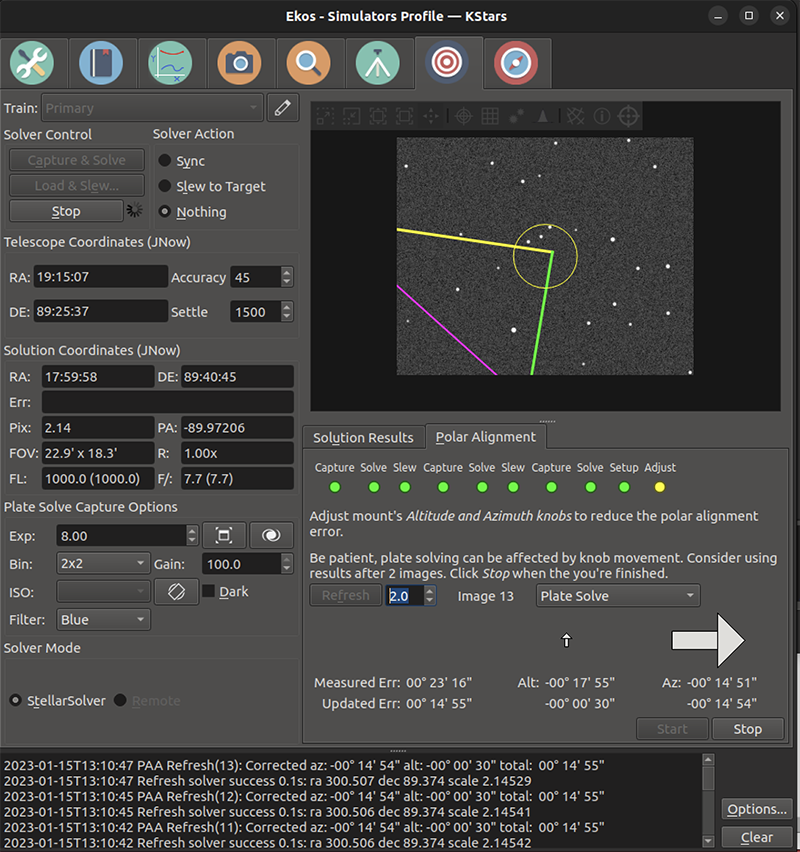 Ekos - Simulators Profile — KStars
Train: Primary
Solver Control
Solver Action
Capture & Solve
Sync
Load & Slew...
Slew to Target
Stop
Nothing
Telescope Coordinates (JNow)
RA: 19:15:07 Accuracy 45
DE: 89:25:37 Settle 1500
Solution Coordinates (JNow)
RA: 17:59:58 DE: 89:40:45
Err:
Pix: 2.14 PA: -89.97206
FOV: 22.9' x 18.3' R: 1.00x
FL: 1000.0 (1000.0) F/: 7.7 (7.7)
Plate Solve Capture Options
Exp: 8.00
Bin: 2x2 Gain: 100.0
ISO: Dark
Filter: Blue
Solver Mode
StellarSolver Remote
Solution Results Polar Alignment
Capture Solve Slew Capture Solve Slew Capture Solve Setup Adjust
Adjust mount's Altitude and Azimuth knobs to reduce the polar alignment
error.
Be patient, plate solving can be affected by knob movement. Consider using
results after 2 images. Click Stop when the you're finished.
Refresh 2.0 Image 13 Plate Solve
Measured Err: 00° 23' 16" Alt: -00° 17' 55" Az: -00° 14' 51"
Updated Err: 00° 14' 55" -00° 00' 30" -00° 14' 54"
Start Stop
2023-01-15T13:10:47 PAA Refresh(13): Corrected az: -00° 14' 54" alt: -00° 00' 30" total: 00° 14' 55"
2023-01-15T13:10:47 Refresh solver success 0.1s: ra 300.507 dec 89.374 scale 2.14529
2023-01-15T13:10:45 PAA Refresh(12): Corrected az: -00° 14' 54" alt: -00° 00' 30" total: 00° 14' 55"
2023-01-15T13:10:45 Refresh solver success 0.1s: ra 300.506 dec 89.374 scale 2.14541
2023-01-15T13:10:42 PAA Refresh(11): Corrected az: -00° 14' 54" alt: -00° 00' 30" total: 00° 14' 55"
2023-01-15T13:10:42 Refresh solver success 0.1s: ra 300.506 dec 89.374 scale 2.14542
Options...
Clear